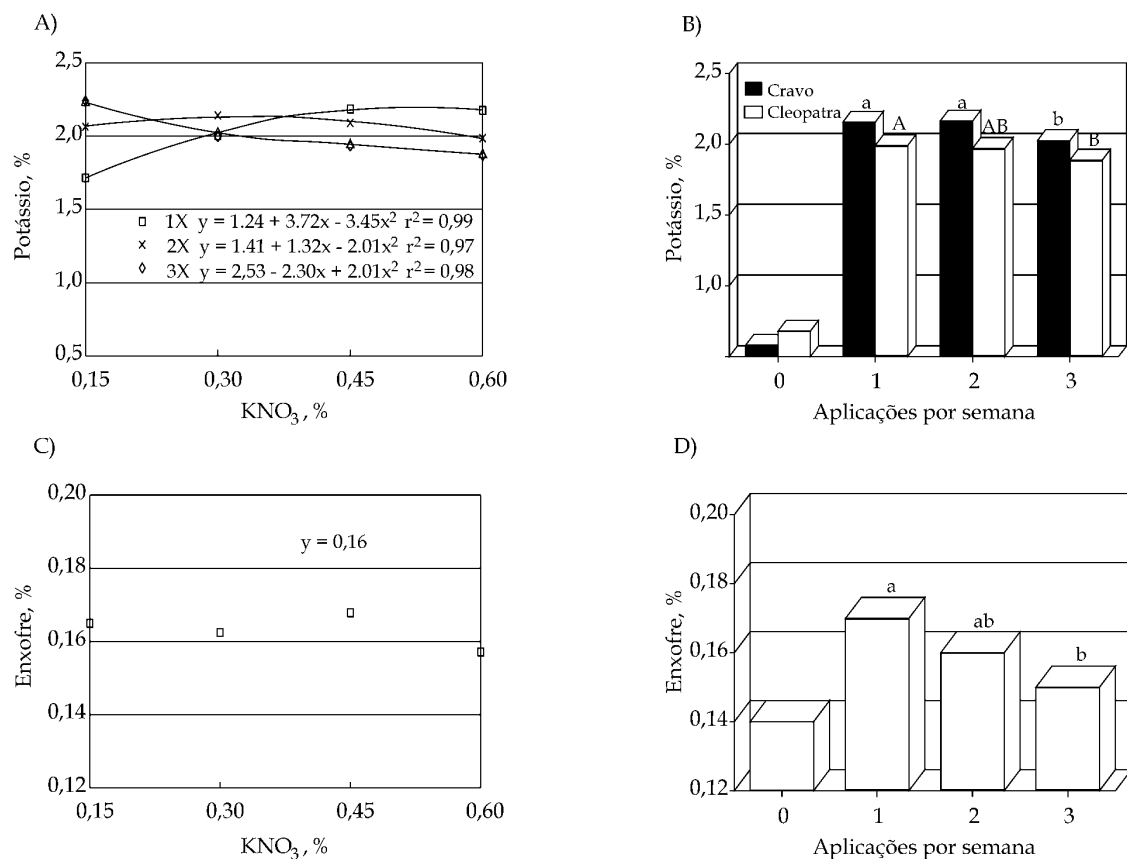 A)
2,5
2,0
1,5
1,0
0,5
Potássio, %
1X y = 1.24 + 3.72x - 3.45x² r² = 0,99
2X y = 1.41 + 1.32x - 2.01x² r² = 0,97
3X y = 2,53 - 2.30x + 2.01x² r² = 0,98
0,15 0,30 0,45 0,60
KNO₃ , %
B)
2,5
2,0
1,5
1,0
Potássio, %
Cravo
Cleopatra
a A a AB b B
0 1 2 3
Aplicações por semana
C)
0,20
0,18
0,16
0,14
0,12
Enxofre, %
y = 0,16
0,15 0,30 0,45 0,60
KNO₃ , %
D)
0,20
0,18
0,16
0,14
0,12
Enxofre, %
a ab b
0 1 2 3
Aplicações por semana